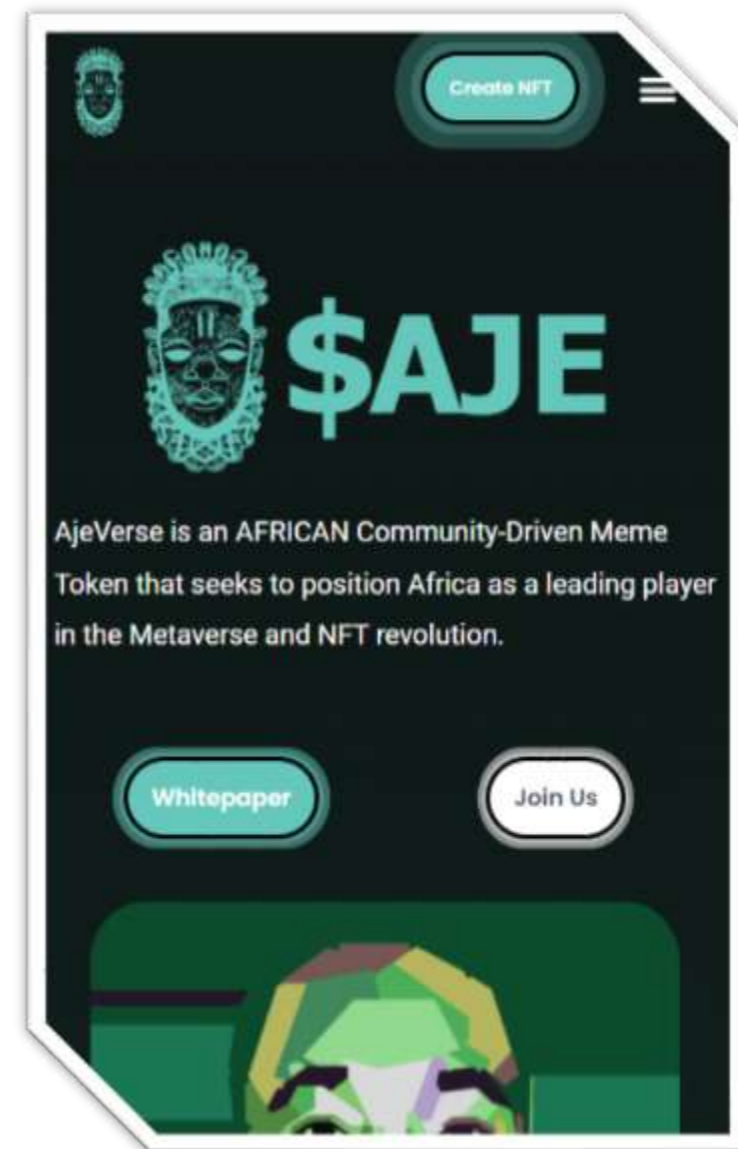 Create NFT
$AJE
AjeVerse is an AFRICAN Community-Driven Meme
Token that seeks to position Africa as a leading player
in the Metaverse and NFT revolution.
Whitepaper
Join Us